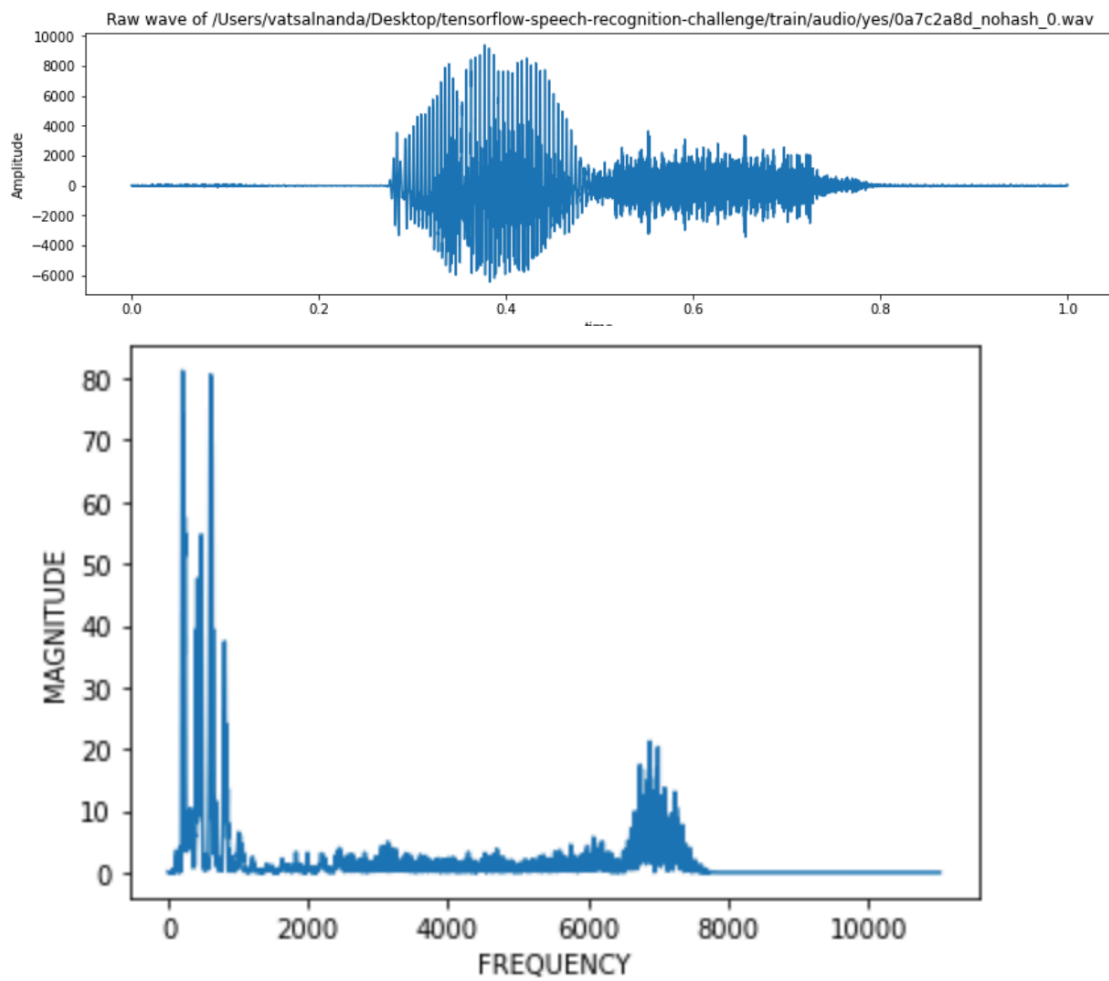 Raw wave of /Users/vatsalnanda/Desktop/tensorflow-speech-recognition-challenge/train/audio/yes/0a7c2a8d_nohash_0.wav
10000
8000
6000
4000
2000
0
−2000
−4000
−6000
Amplitude
0.0 0.2 0.4 0.6 0.8 1.0
time
80
70
60
50
40
30
20
10
0
MAGNITUDE
0 2000 4000 6000 8000 10000
FREQUENCY